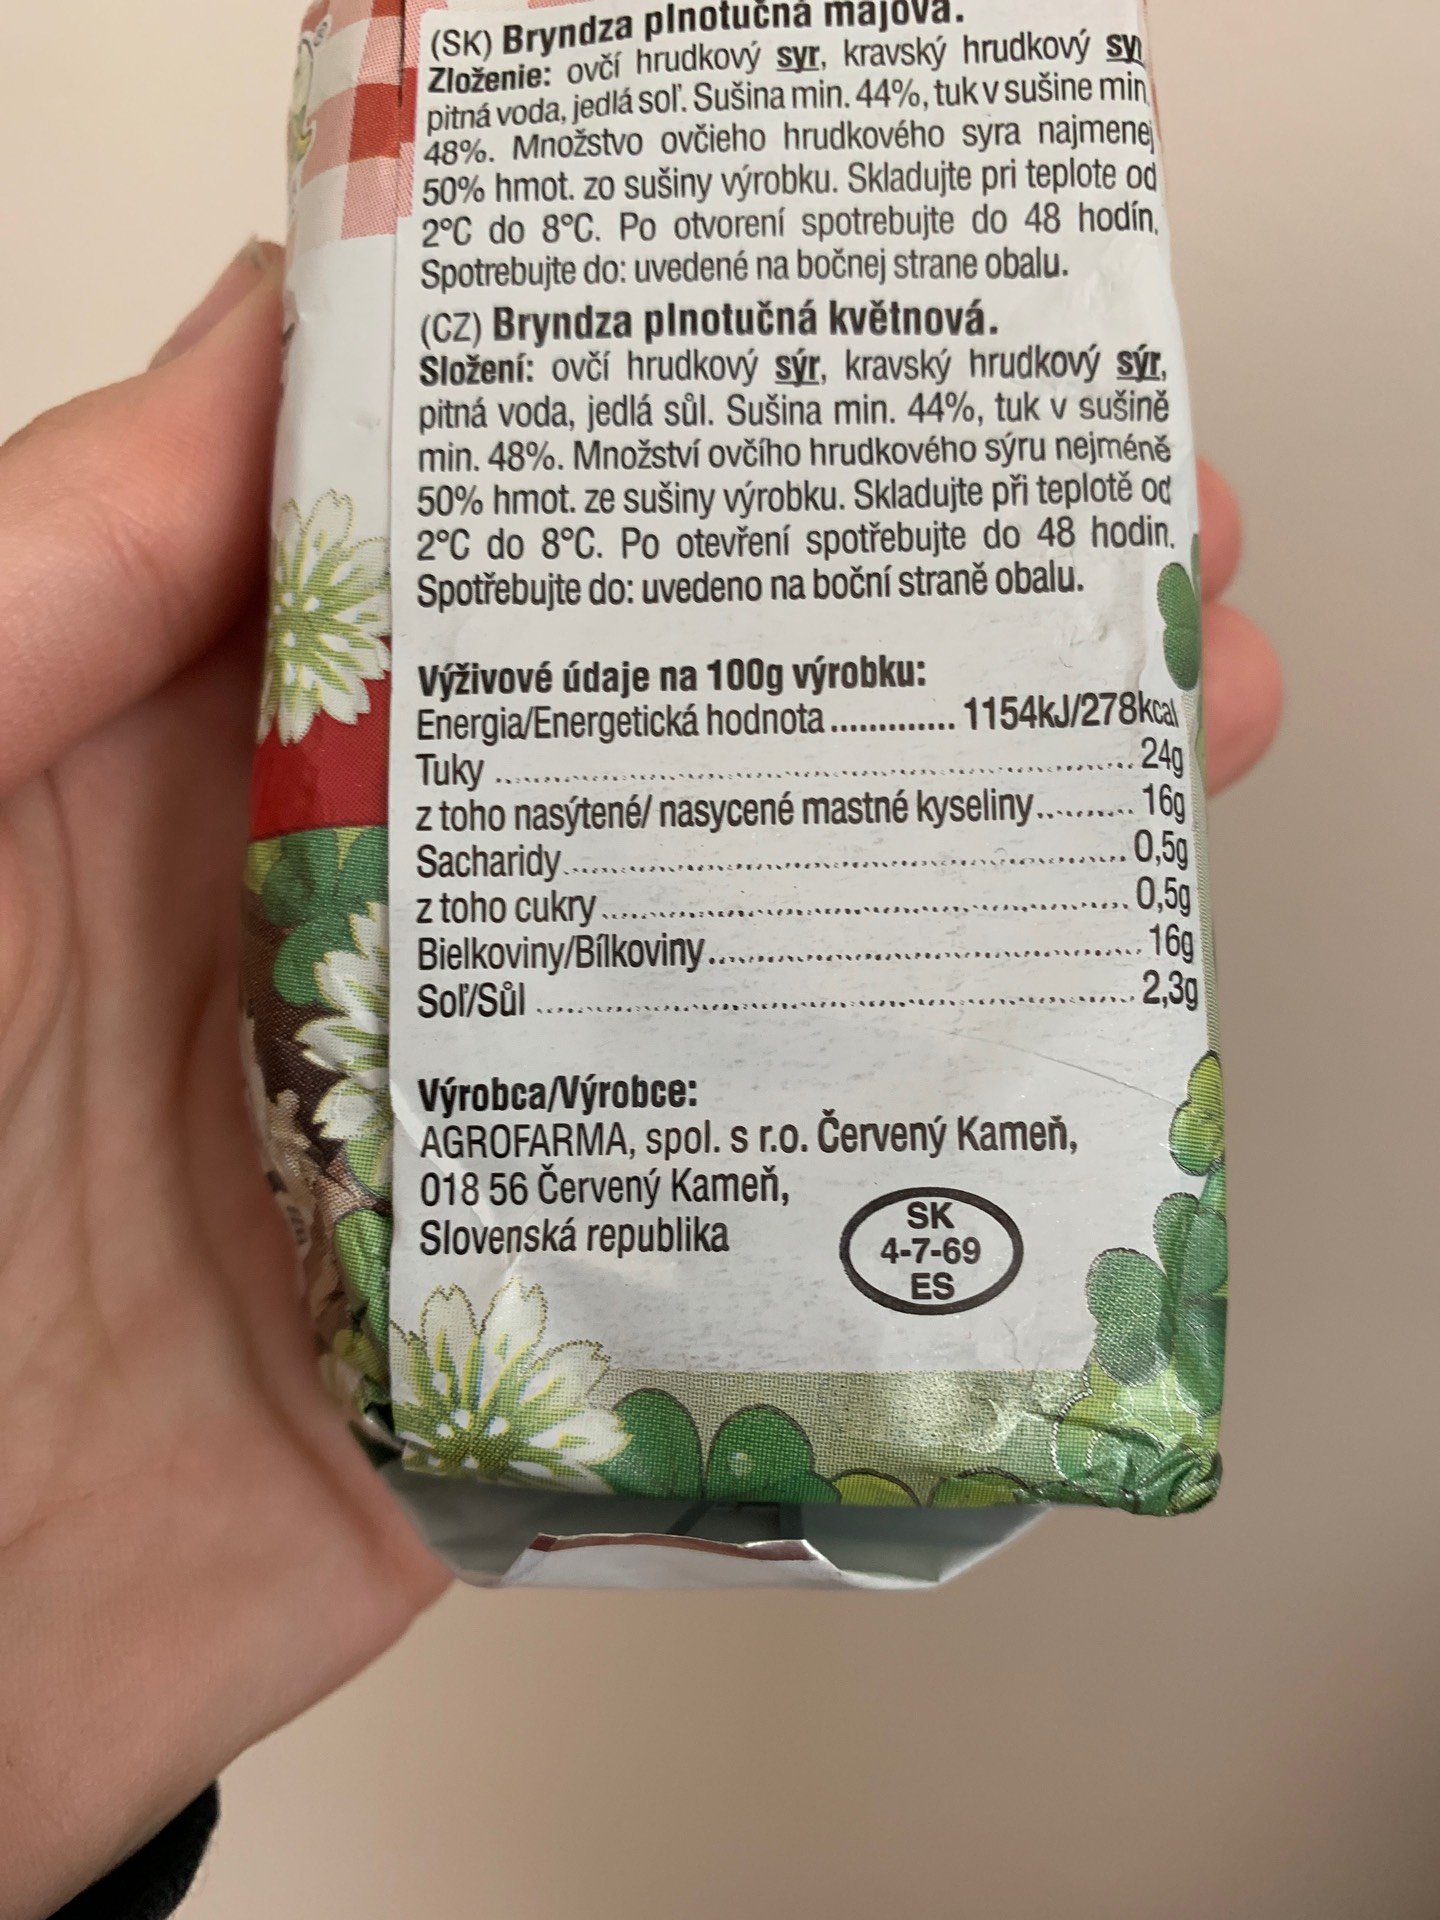 (SK) Bryndza plnotučná májová.
Zloženie: ovčí hrudkový syr, kravský hrudkový syr
pitná voda, jedlá soľ. Sušina min. 44%, tuk v sušine min.
48%. Množstvo ovčieho hrudkového syra najmenej
50% hmot. zo sušiny výrobku. Skladujte pri teplote od
2°C do 8°C. Po otvorení spotrebujte do 48 hodín.
Spotrebujte do: uvedené na bočnej strane obalu.
(CZ) Bryndza plnotučná květnová.
Složení: ovčí hrudkový sýr, kravský hrudkový sýr,
pitná voda, jedlá sůl. Sušina min. 44%, tuk v sušině
min. 48%. Množství ovčího hrudkového sýru nejméně
50% hmot. ze sušiny výrobku. Skladujte při teplotě od
2°C do 8°C. Po otevření spotřebujte do 48 hodin.
Spotřebujte do: uvedeno na boční straně obalu.
Výživové údaje na 100g výrobku:
Energia/Energetická hodnota ............. 1154kJ/278kcal
Tuky ........ 24g
z toho nasýtené/ nasycené mastné kyseliny.......... 16g
Sacharidy........ 0,5g
z toho cukry........ 0,5g
Bielkoviny/Bílkoviny........ 16g
Soľ/Sůl ........ 2,3g
Výrobca/Výrobce:
AGROFARMA, spol. s r.o. Červený Kameň,
018 56 Červený Kameň,
Slovenská republika
SK
4-7-69
ES